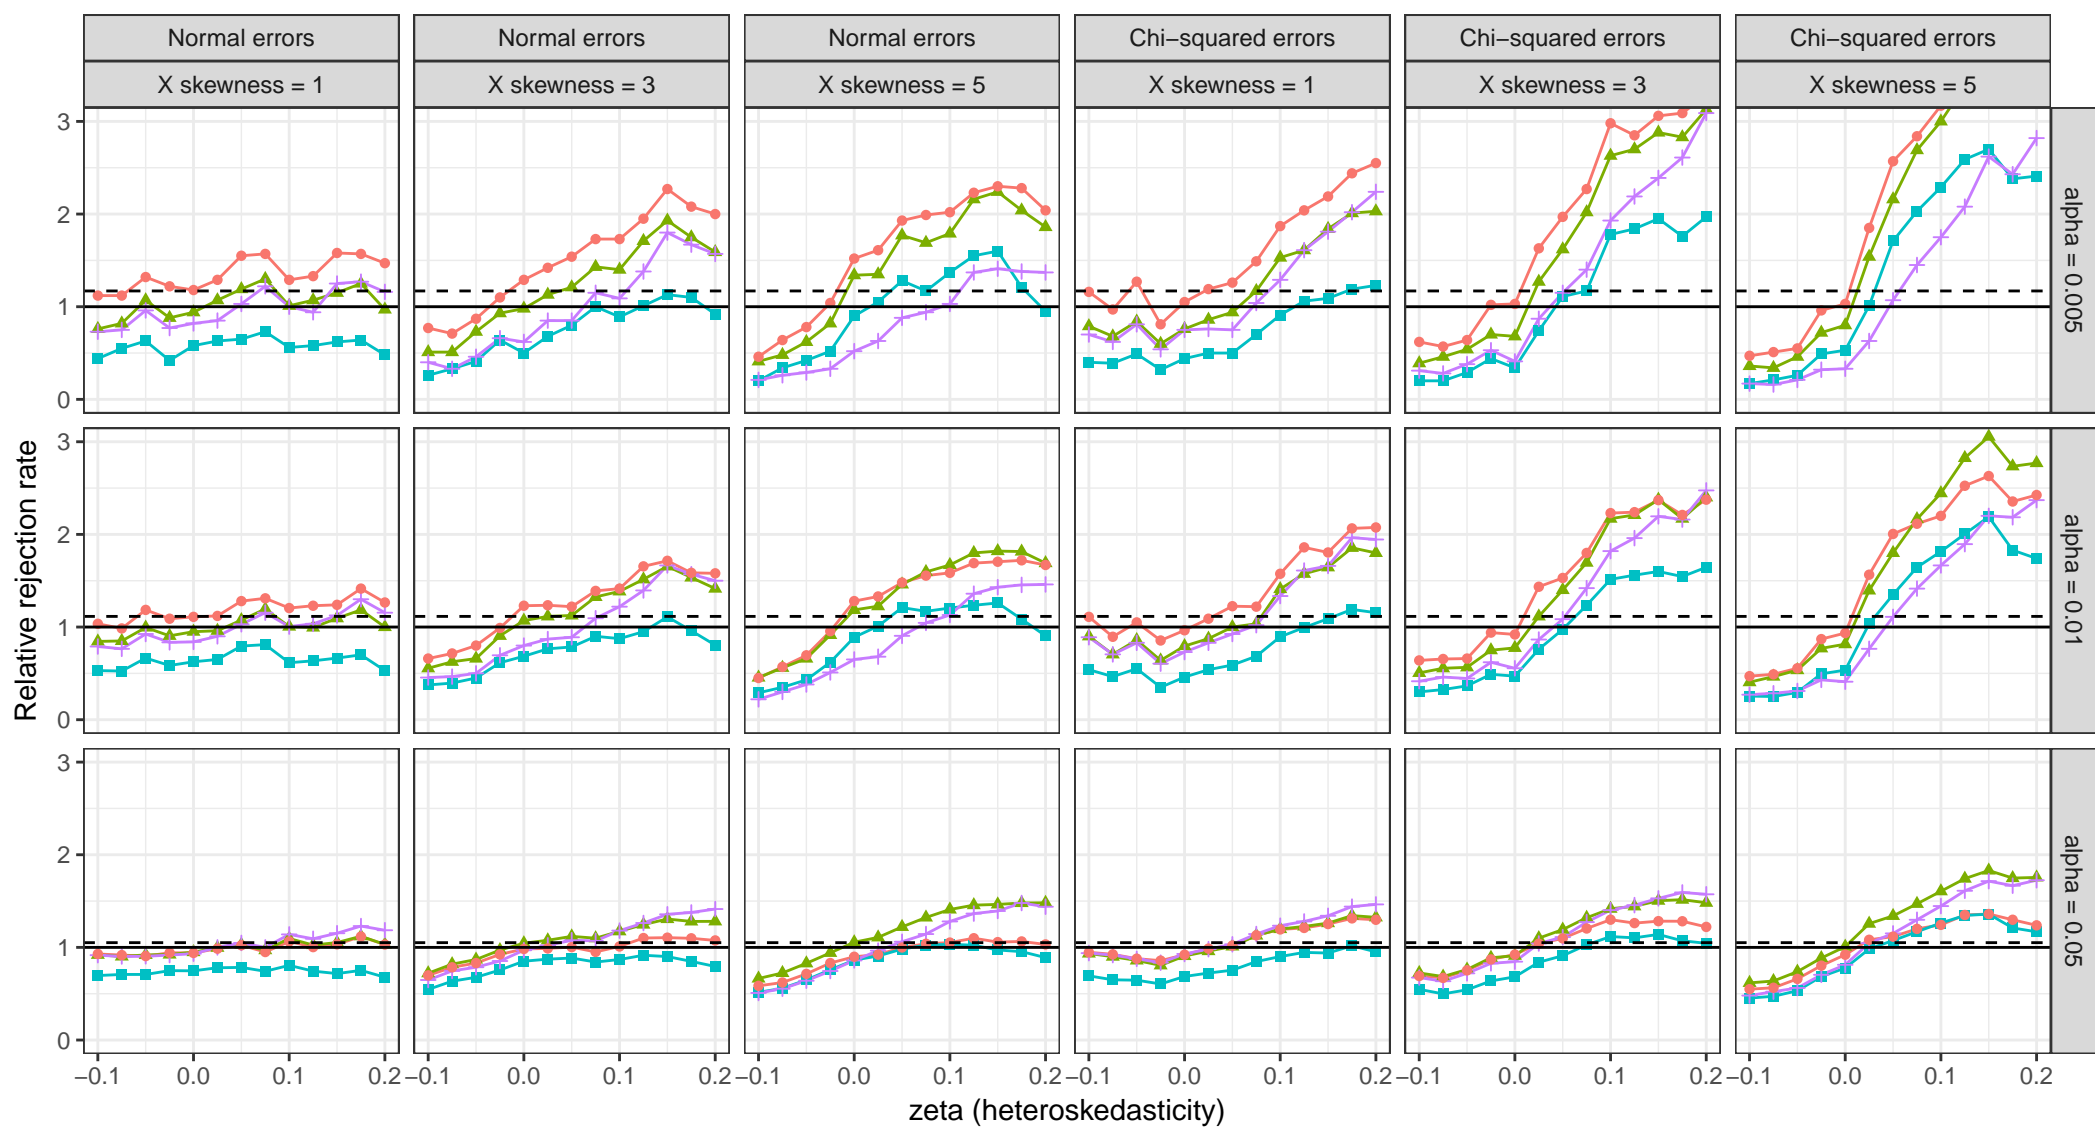 Normal errors Normal errors Normal errors Chi−squared errors Chi−squared errors Chi−squared errors
X skewness = 1 X skewness = 3 X skewness = 5 X skewness = 1 X skewness = 3 X skewness = 5
3
2
1
0
alpha = 0.005
3
2
1
0
alpha = 0.01
3
2
1
0
alpha = 0.05
Relative rejection rate
−0.1 0.0 0.1 0.2 −0.1 0.0 0.1 0.2 −0.1 0.0 0.1 0.2 −0.1 0.0 0.1 0.2 −0.1 0.0 0.1 0.2 −0.1 0.0 0.1 0.2
zeta (heteroskedasticity)